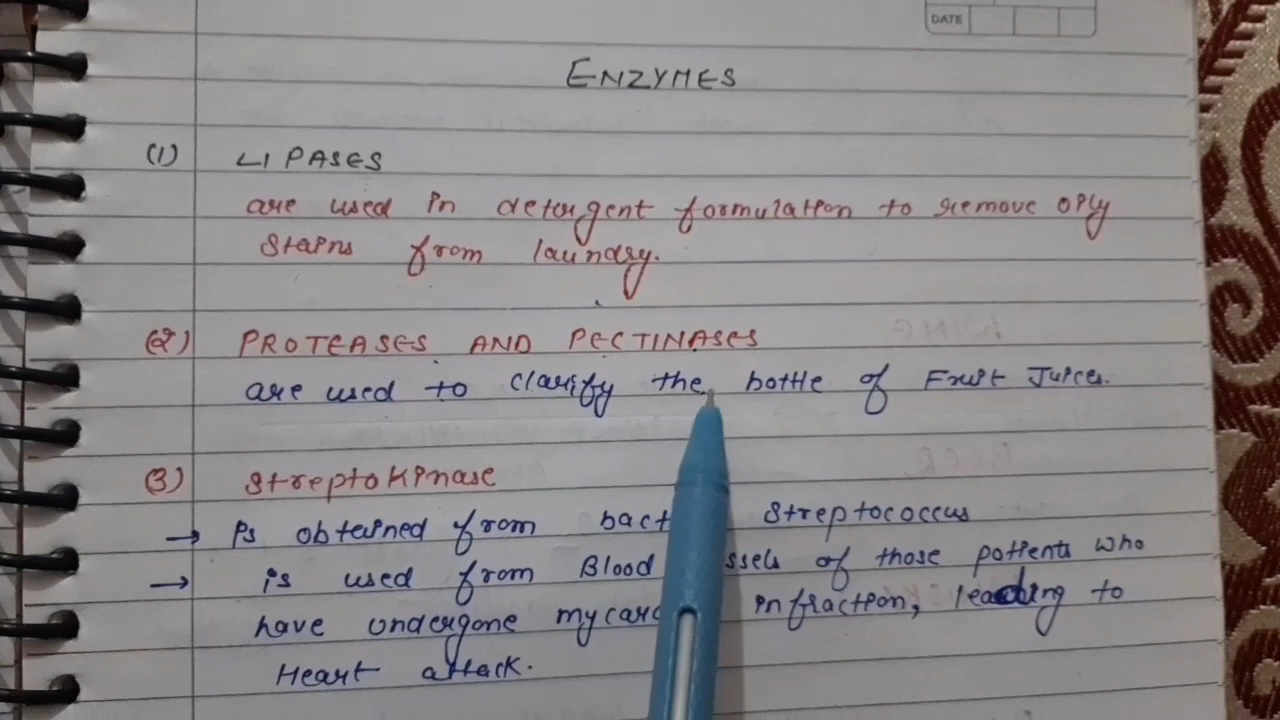 DATE
ENZYMES
(1) LIPASES
are used in detergent formulation to remove oily
stains from laundry.
(2) PROTEASES AND PECTINASES
are used to clarify the bottle of Fruit Juices.
(3) Streptokinase
→ is obtained from bact Streptococcus
→ is used from Blood ssels of those patients who
have undergone mycard infraction, leading to
Heart attack.